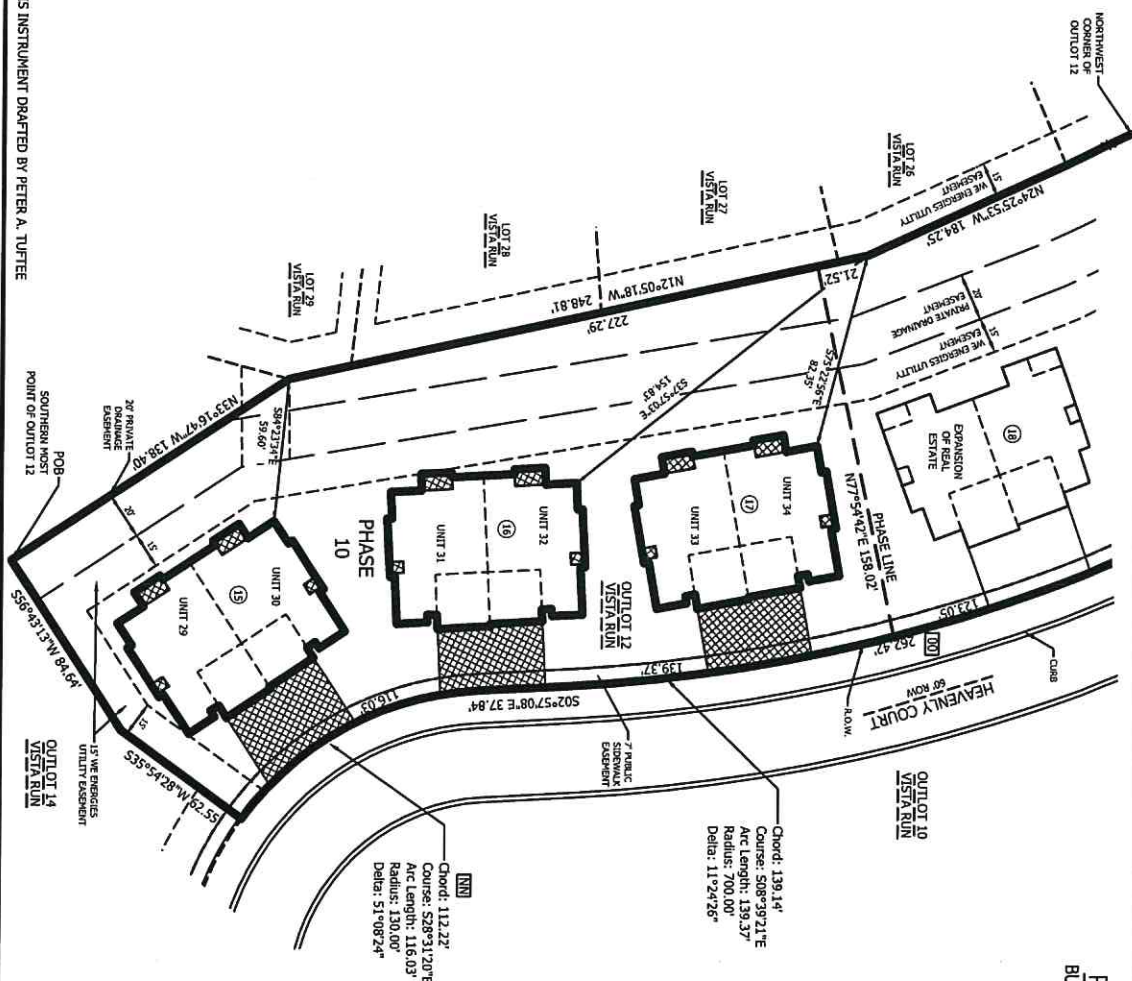 NORTHWEST
CORNER OF
OUTLOT 12
LOT 26
VISTA RUN
15'
WE ENERGIES UTILITY
EASEMENT
N24°25'53"W 184.25'
20'
PRIVATE DRAINAGE
EASEMENT
15'
WE ENERGIES UTILITY
EASEMENT
18
EXPANSION
OF REAL
ESTATE
LOT 27
VISTA RUN
21.52'
S75°22'56"E
82.35'
PHASE LINE
N77°54'42"E 158.02'
123.05'
262.42'
OO
R.O.W.
CURB
HEAVENLY COURT
60' ROW
OUTLOT 10
VISTA RUN
LOT 28
VISTA RUN
N12°05'18"W
248.81'
227.29'
S37°57'03"E
154.83'
UNIT 34
17
UNIT 33
OUTLOT 12
VISTA RUN
139.37'
7' PUBLIC
SIDEWALK
EASEMENT
Chord: 139.14'
Course: S08°39'21"E
Arc Length: 139.37'
Radius: 700.00'
Delta: 11°24'26"
LOT 29
VISTA RUN
UNIT 32
16
UNIT 31
S02°57'08"E 37.84'
PHASE
10
S84°23'34"E
59.60'
N33°16'47"W 138.40'
20' PRIVATE
DRAINAGE
EASEMENT
20'
15'
UNIT 30
15
UNIT 29
116.03'
NN
Chord: 112.22'
Course: S28°31'20"E
Arc Length: 116.03'
Radius: 130.00'
Delta: 51°08'24"
POB
SOUTHERN MOST
POINT OF OUTLOT 12
S56°43'13"W 84.64'
15'
S35°54'28"W 62.55
15' WE ENERGIES
UTILITY EASEMENT
OUTLOT 14
VISTA RUN
IS INSTRUMENT DRAFTED BY PETER A. TUFTEE